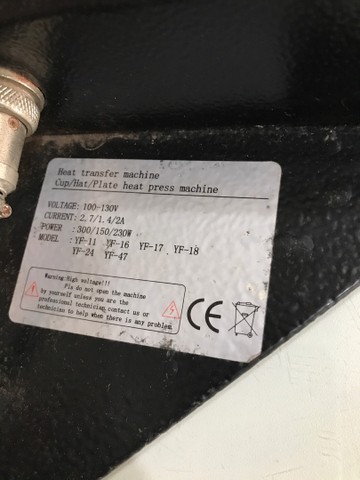 Heat transfer machine
Cup/Hat/Plate heat press machine
VOLTAGE: 100-130V
CURRENT: 2.7/1.4/2A
POWER :300/150/230W
MODEL :YF-11 YF-16 YF-17 YF-18
YF-24 YF-47
Warning:High voltage!!!
Plz do not open the machine
by yourself unless you are the
professional technician,contact us or
technician to help when there is any problem.
CE